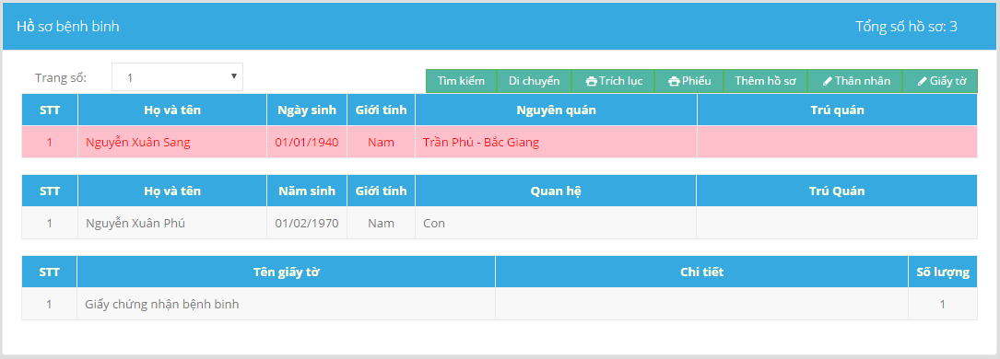 Hồ sơ bệnh binh Tổng số hồ sơ: 3
Trang số: 1 Tìm kiếm Di chuyển Trích lục Phiếu Thêm hồ sơ Thân nhân Giấy tờ
STT Họ và tên Ngày sinh Giới tính Nguyên quán Trú quán
1 Nguyễn Xuân Sang 01/01/1940 Nam Trần Phú - Bắc Giang
STT Họ và tên Năm sinh Giới tính Quan hệ Trú Quán
1 Nguyễn Xuân Phú 01/02/1970 Nam Con
STT Tên giấy tờ Chi tiết Số lượng
1 Giấy chứng nhận bệnh binh 1